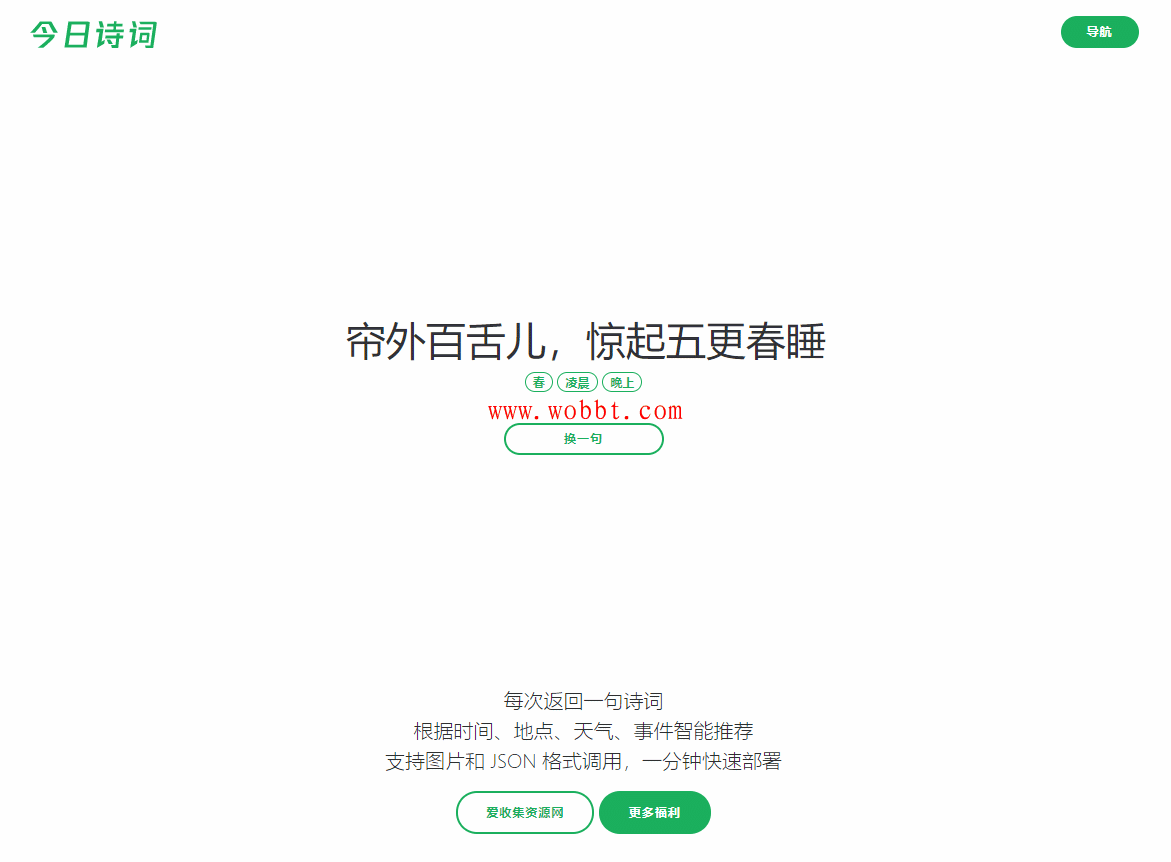 今日诗词
导航
帘外百舌儿，惊起五更春睡
春 凌晨 晚上
www.wobbt.com
换一句
每次返回一句诗词
根据时间、地点、天气、事件智能推荐
支持图片和 JSON 格式调用，一分钟快速部署
爱收集资源网 更多福利